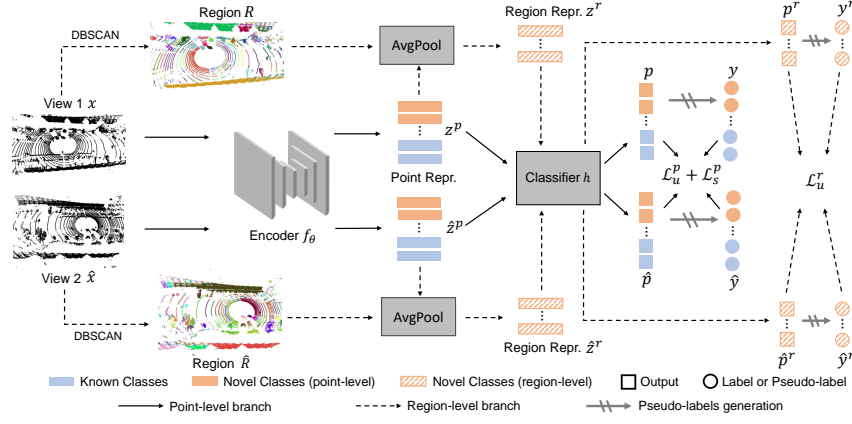 Region R
Region Repr. z^r
p^r
y^r
DBSCAN
AvgPool
View 1 x
p
y
z^p
Point Repr.
Classifier h
L_u^p + L_s^p
L_u^r
Encoder f_θ
ẑ^p
View 2 x̂
p̂
ŷ
DBSCAN
AvgPool
Region R̂
Region Repr. ẑ^r
p̂^r
ŷ^r
Known Classes
Novel Classes (point-level)
Novel Classes (region-level)
Output
Label or Pseudo-label
Point-level branch
Region-level branch
Pseudo-labels generation